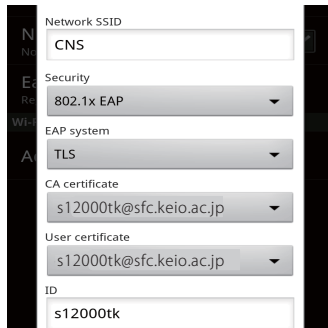 Network SSID
CNS
Security
802.1x EAP
EAP system
TLS
CA certificate
s12000tk@sfc.keio.ac.jp
User certificate
s12000tk@sfc.keio.ac.jp
ID
s12000tk